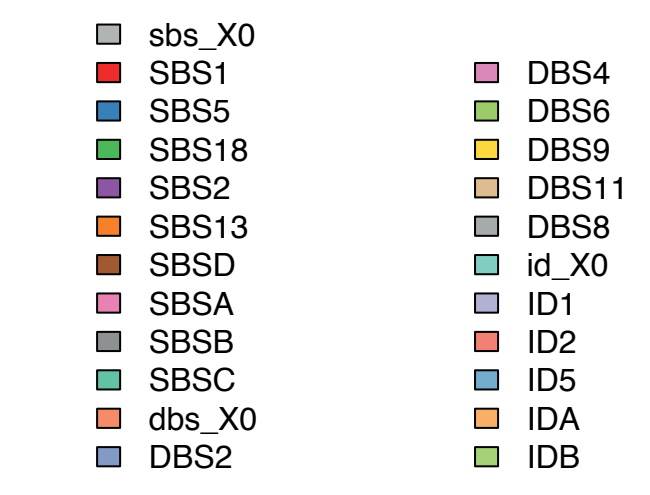 sbs_X0
SBS1
SBS5
SBS18
SBS2
SBS13
SBSD
SBSA
SBSB
SBSC
dbs_X0
DBS2
DBS4
DBS6
DBS9
DBS11
DBS8
id_X0
ID1
ID2
ID5
IDA
IDB